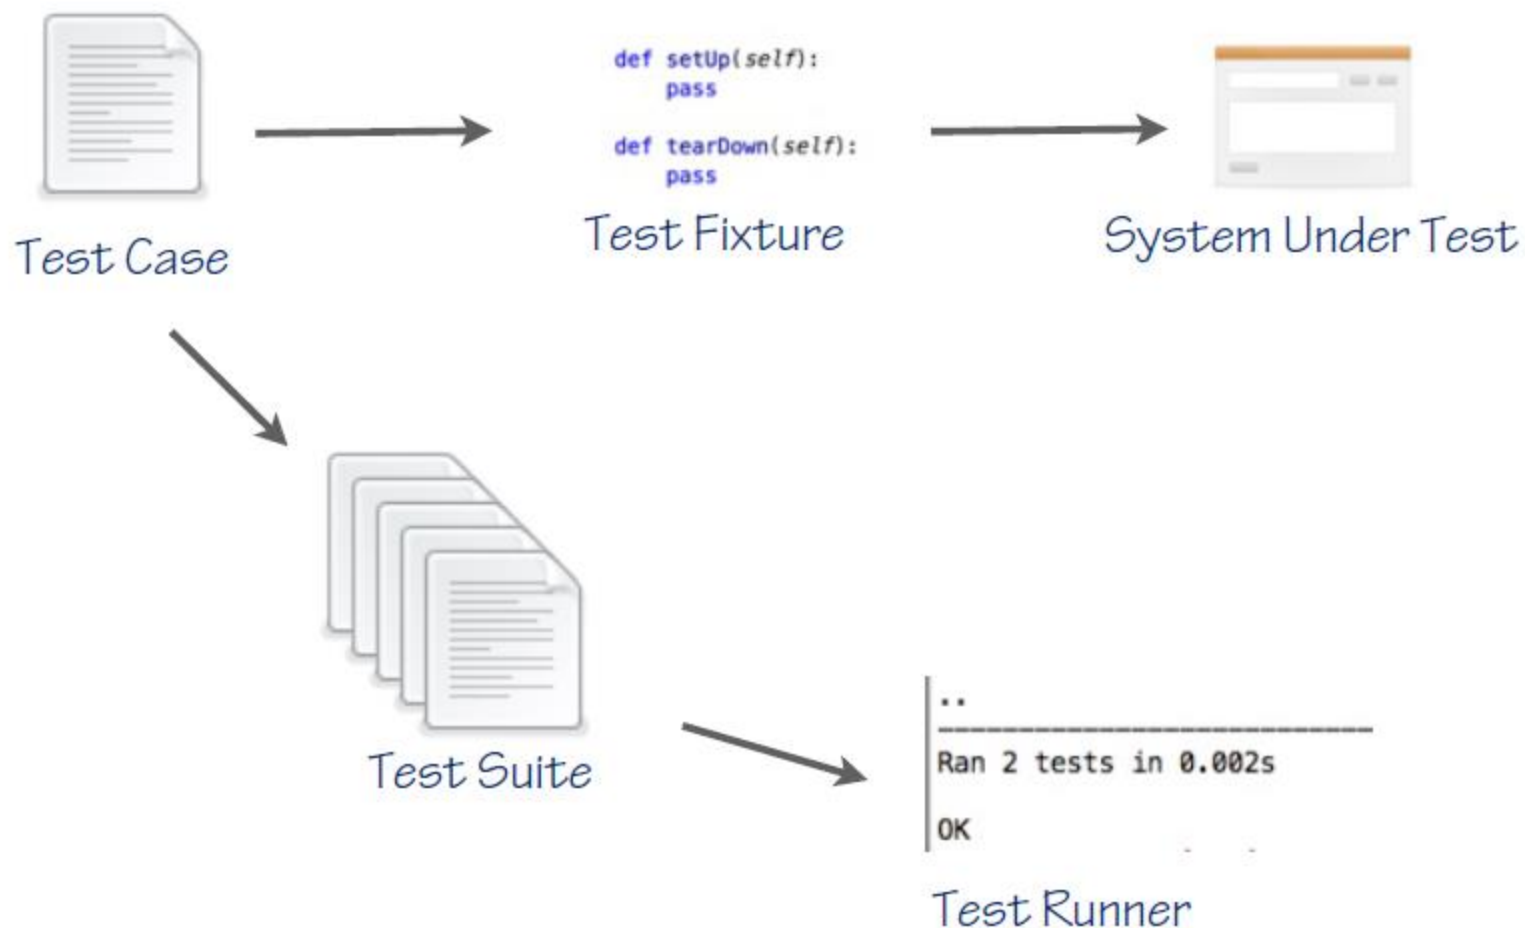 def setUp(self):
    pass
def tearDown(self):
    pass
Test Case
Test Fixture
System Under Test
Test Suite
..
----------------------------
Ran 2 tests in 0.002s
OK
Test Runner